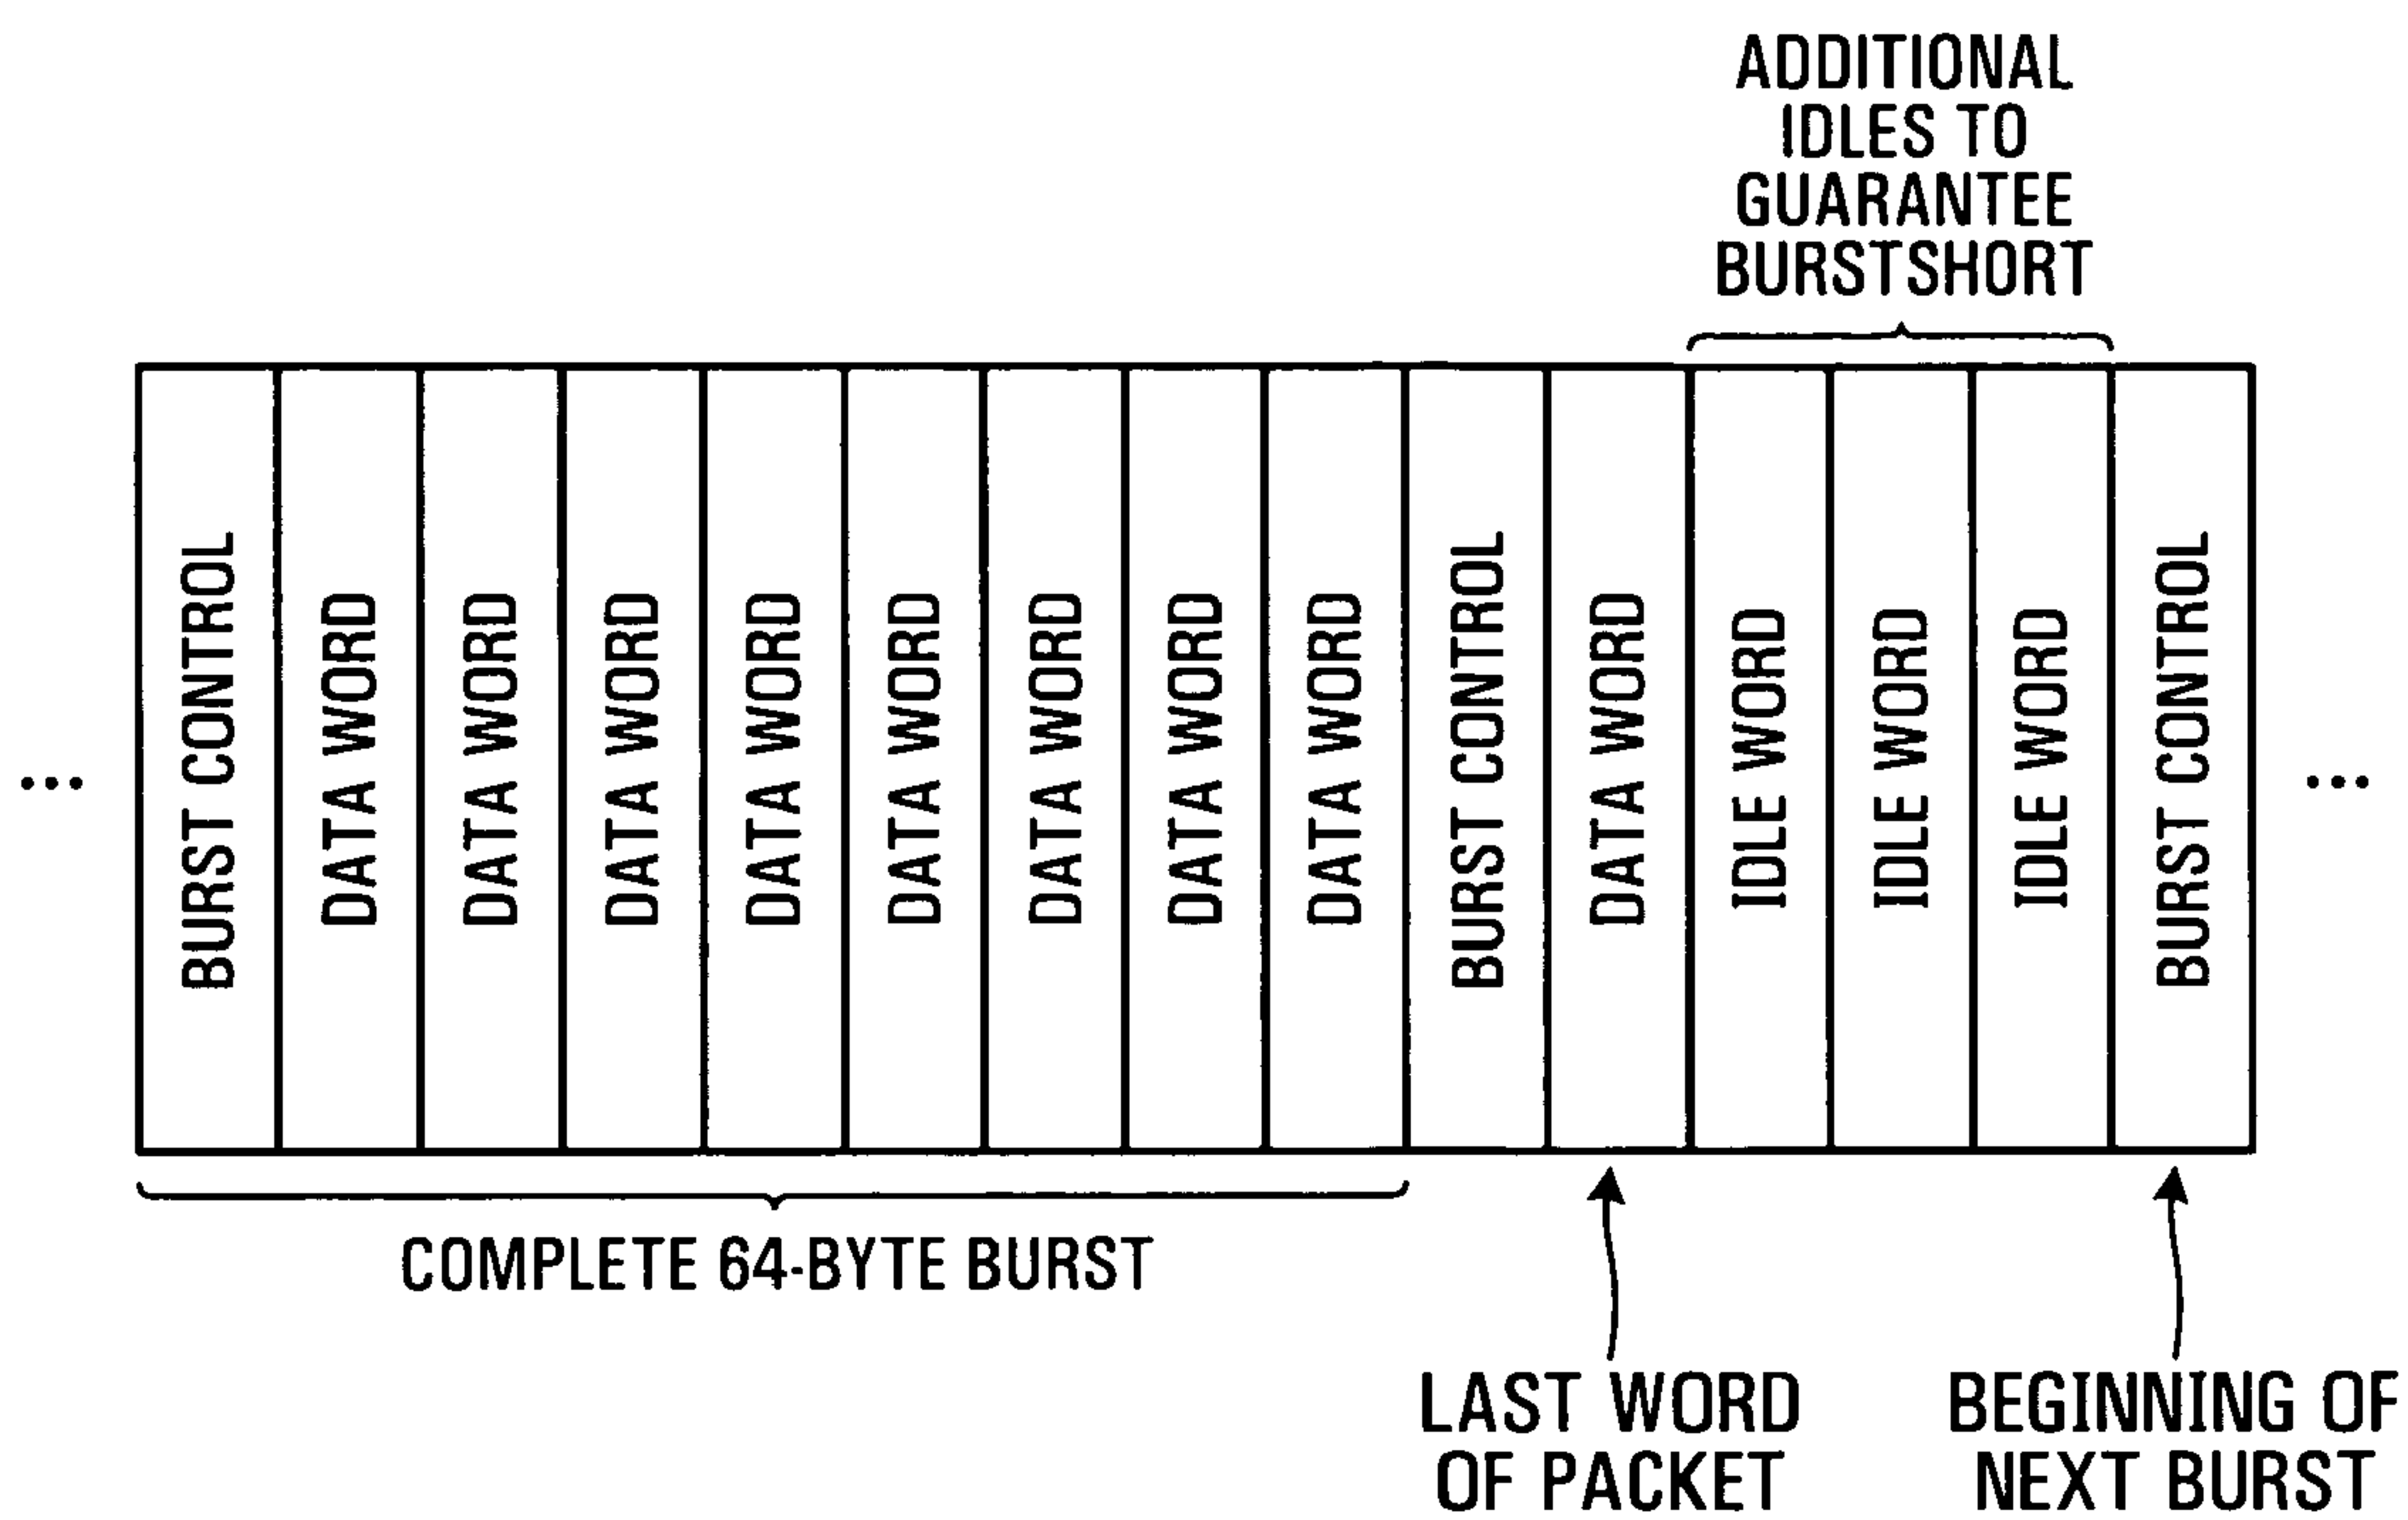 ADDITIONAL
IDLES TO
GUARANTEE
BURSTSHORT
...
BURST CONTROL
DATA WORD
DATA WORD
DATA WORD
DATA WORD
DATA WORD
DATA WORD
DATA WORD
DATA WORD
BURST CONTROL
DATA WORD
IDLE WORD
IDLE WORD
IDLE WORD
BURST CONTROL
...
COMPLETE 64-BYTE BURST
LAST WORD
OF PACKET
BEGINNING OF
NEXT BURST